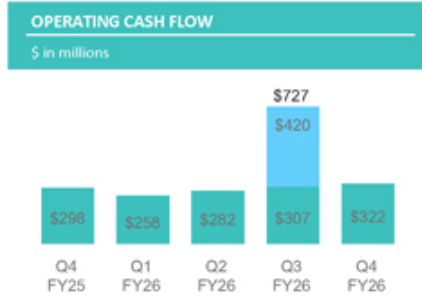 OPERATING CASH FLOW
$ in millions
$727
$420
$298 $258 $282 $307 $322
Q4 Q1 Q2 Q3 Q4
FY25 FY26 FY26 FY26 FY26